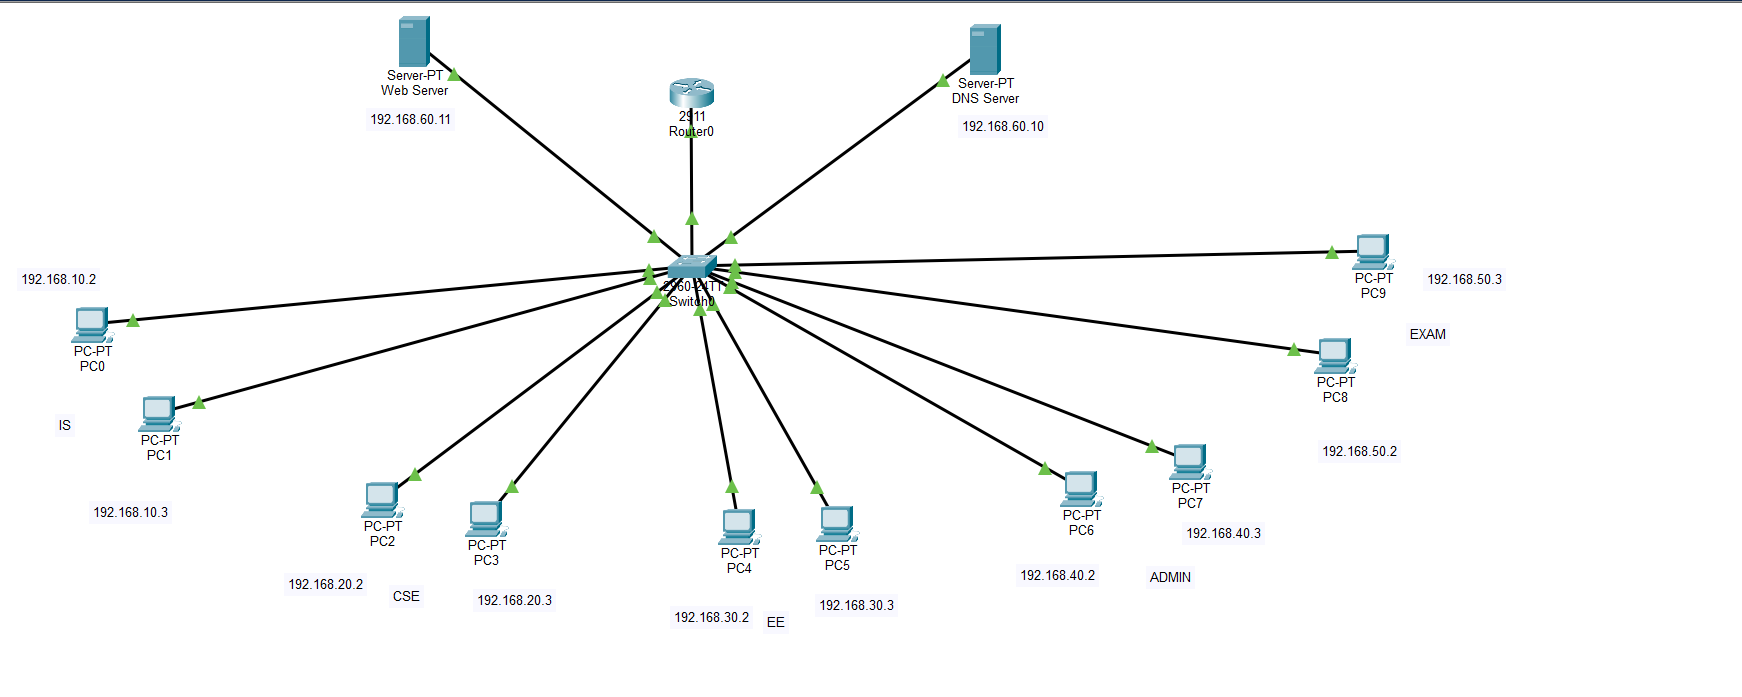 Server-PT
Web Server
192.168.60.11
2911
Router0
Server-PT
DNS Server
192.168.60.10
2960-24TT
Switch0
192.168.10.2
PC-PT
PC0
IS
PC-PT
PC1
192.168.10.3
PC-PT
PC2
192.168.20.2
CSE
PC-PT
PC3
192.168.20.3
PC-PT
PC4
192.168.30.2
EE
PC-PT
PC5
192.168.30.3
PC-PT
PC6
192.168.40.2
ADMIN
PC-PT
PC7
192.168.40.3
PC-PT
PC8
192.168.50.2
EXAM
PC-PT
PC9
192.168.50.3